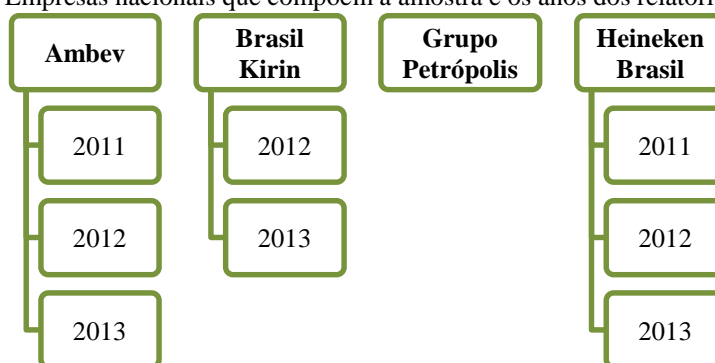 Empresas nacionais que compõem a amostra e os anos dos
Ambev
2011
2012
2013
Brasil
Kirin
2012
2013
Grupo
Petrópolis
Heineken
Brasil
2011
2012
2013